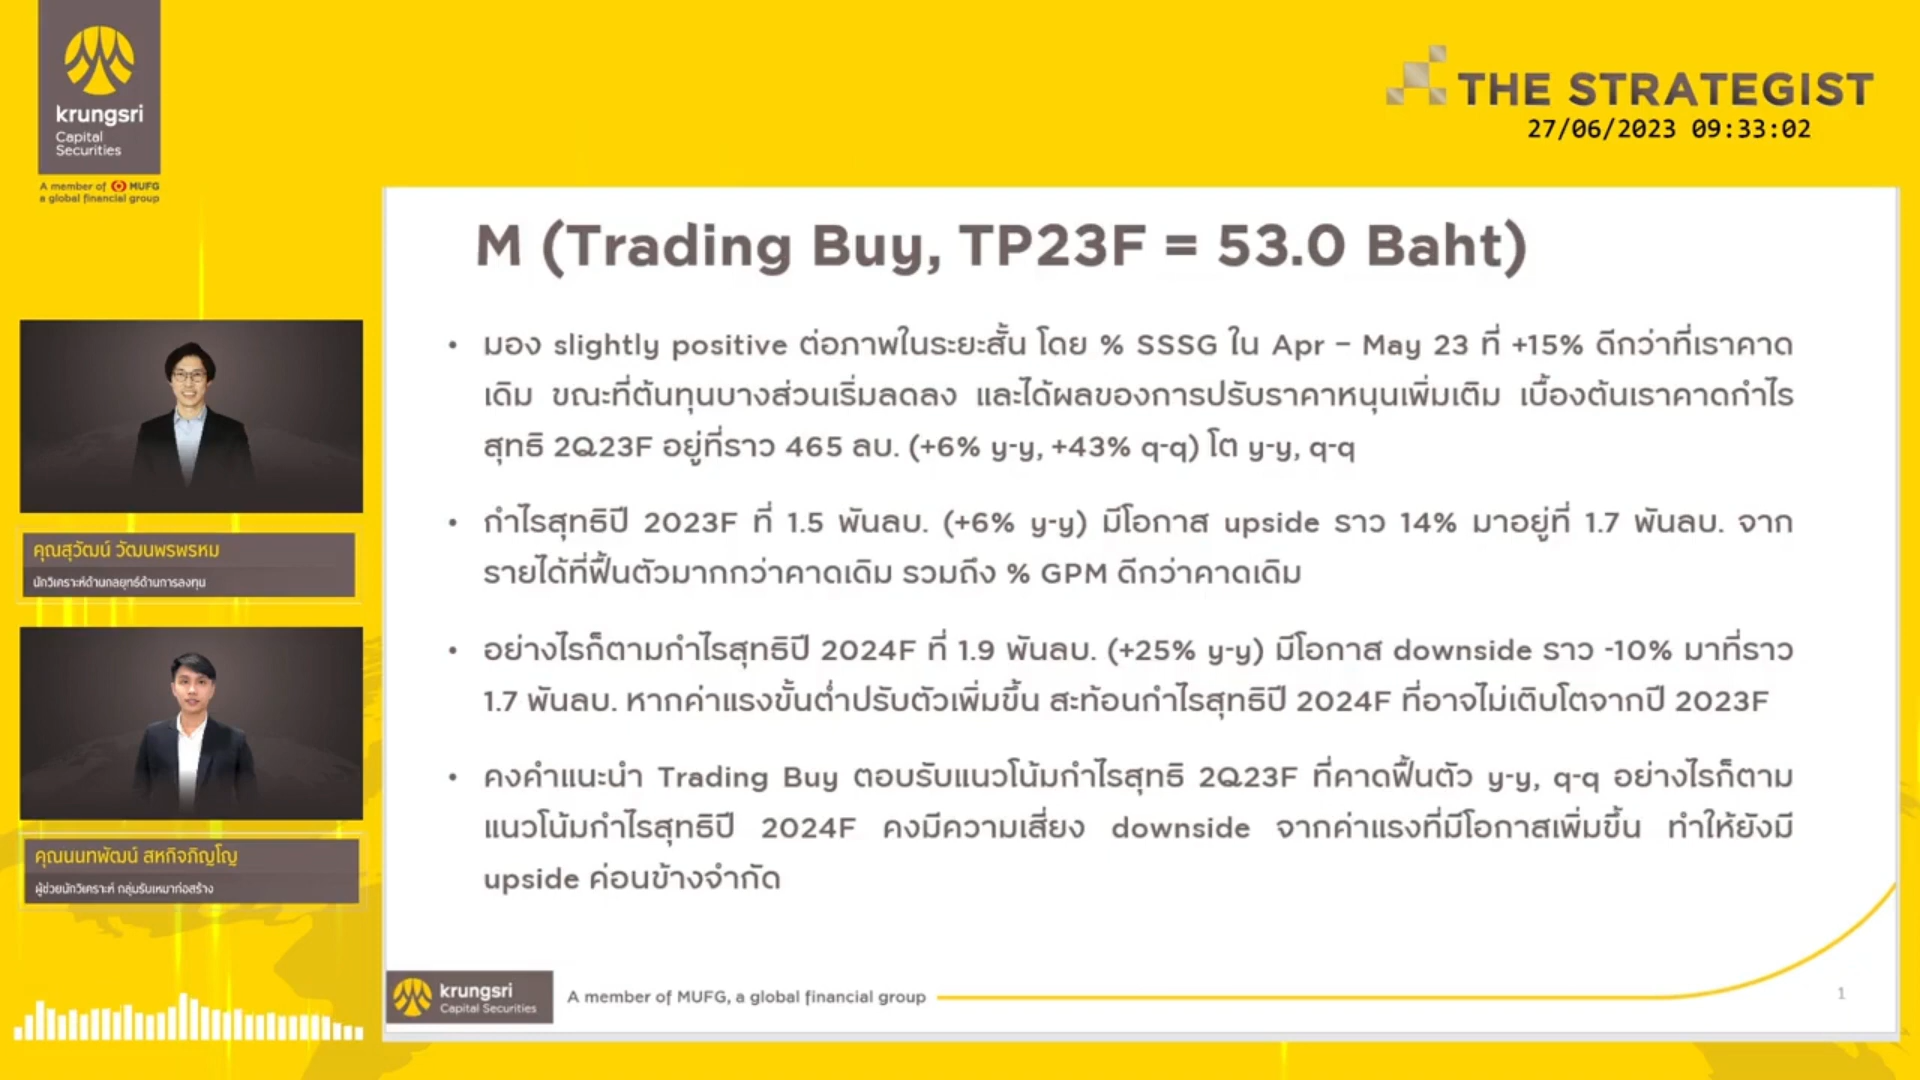 krungsri
Capital
Securities
A member of MUFG
a global financial group
THE STRATEGIST
27/06/2023 09:33:02
M (Trading Buy, TP23F = 53.0 Baht)
• มอง slightly positive ต่อภาพในระยะสั้น โดย % SSSG ใน Apr – May 23 ที่ +15% ดีกว่าที่เราคาด
เดิม ขณะที่ต้นทุนบางส่วนเริ่มลดลง และได้ผลของการปรับราคาหนุนเพิ่มเติม เบื้องต้นเราคาดกำไร
สุทธิ 2Q23F อยู่ที่ราว 465 ลบ. (+6% y-y, +43% q-q) โต y-y, q-q
• กำไรสุทธิปี 2023F ที่ 1.5 พันลบ. (+6% y-y) มีโอกาส upside ราว 14% มาอยู่ที่ 1.7 พันลบ. จาก
รายได้ที่ฟื้นตัวมากกว่าคาดเดิม รวมถึง % GPM ดีกว่าคาดเดิม
• อย่างไรก็ตามกำไรสุทธิปี 2024F ที่ 1.9 พันลบ. (+25% y-y) มีโอกาส downside ราว -10% มาที่ราว
1.7 พันลบ. หากค่าแรงขั้นต่ำปรับตัวเพิ่มขึ้น สะท้อนกำไรสุทธิปี 2024F ที่อาจไม่เติบโตจากปี 2023F
• คงคำแนะนำ Trading Buy ตอบรับแนวโน้มกำไรสุทธิ 2Q23F ที่คาดฟื้นตัว y-y, q-q อย่างไรก็ตาม
แนวโน้มกำไรสุทธิปี 2024F คงมีความเสี่ยง downside จากค่าแรงที่มีโอกาสเพิ่มขึ้น ทำให้ยังมี
upside ค่อนข้างจำกัด
คุณสุวัฒน์ วัฒนพรพรหม
นักวิเคราะห์ด้านกลยุทธ์ด้านการลงทุน
คุณนนทพัฒน์ สหกิจภิญโญ
ผู้ช่วยนักวิเคราะห์ กลุ่มรับเหมาก่อสร้าง
krungsri
Capital Securities
A member of MUFG, a global financial group
1